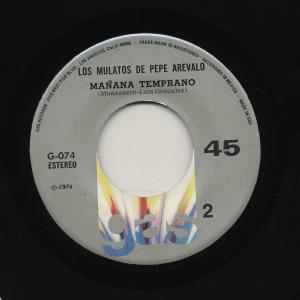 LOS MULATOS DE PEPE AREVALO
MAÑANA TEMPRANO
(Manzanero-Luis Gonzalez)
G-074
ESTEREO
45
℗-1974
2
gas